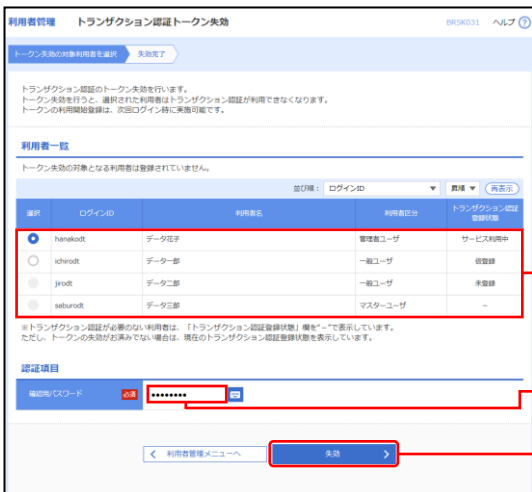 利用者管理 トランザクション認証トークン失効 BRSK031 ヘルプ ?
トークン失効の対象利用者を選択 失効完了
トランザクション認証のトークン失効を行います。
トークン失効を行うと、選択された利用者はトランザクション認証が利用できなくなります。
トークンの利用開始登録は、次回ログイン時に実施可能です。
利用者一覧
トークン失効の対象となる利用者は登録されていません。
並び順： ログインID ▼ 昇順 ▼ 再表示
選択 ログインID 利用者名 利用者区分 トランザクション認証
登録状態
hanakodt データ花子 管理者ユーザ サービス利用中
ichirodt データ一郎 一般ユーザ 仮登録
jirodt データ二郎 一般ユーザ 未登録
saburodt データ三郎 マスターユーザ －
※トランザクション認証が必要のない利用者は、「トランザクション認証登録状態」欄を"－"で表示しています。
ただし、トークンの失効がお済みでない場合は、現在のトランザクション認証登録状態を表示しています。
認証項目
確認用パスワード 必須 ●●●●●●●●
利用者管理メニューへ 失効